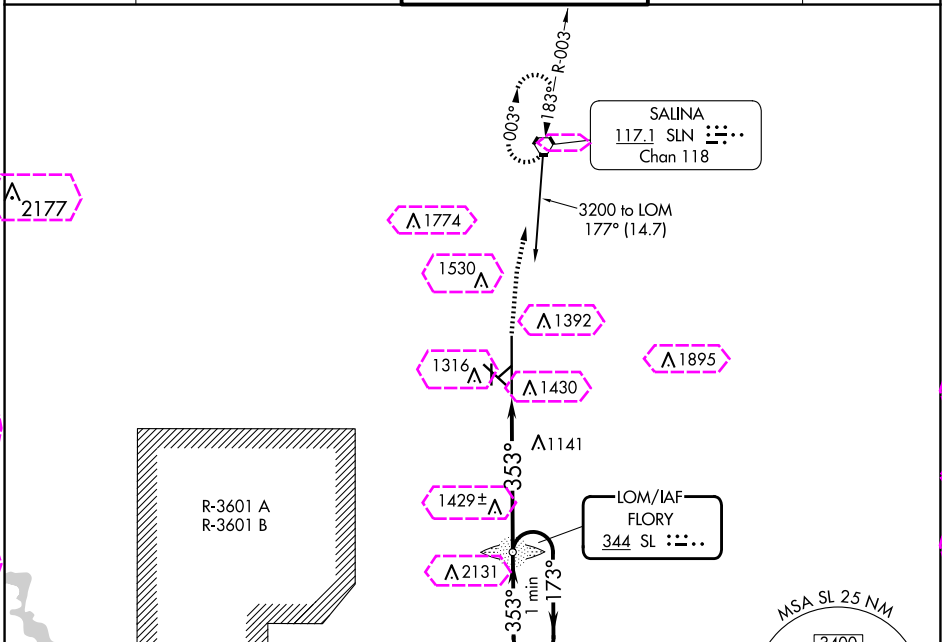 R-003
183°
003°
SALINA
117.1 SLN
Chan 118
2177
1774
3200 to LOM
177° (14.7)
1530
1392
1316
1895
1430
353°
1141
R-3601 A
R-3601 B
1429±
LOM/IAF
FLORY
344 SL
2131
353°
1 min
173°
MSA SL 25 NM